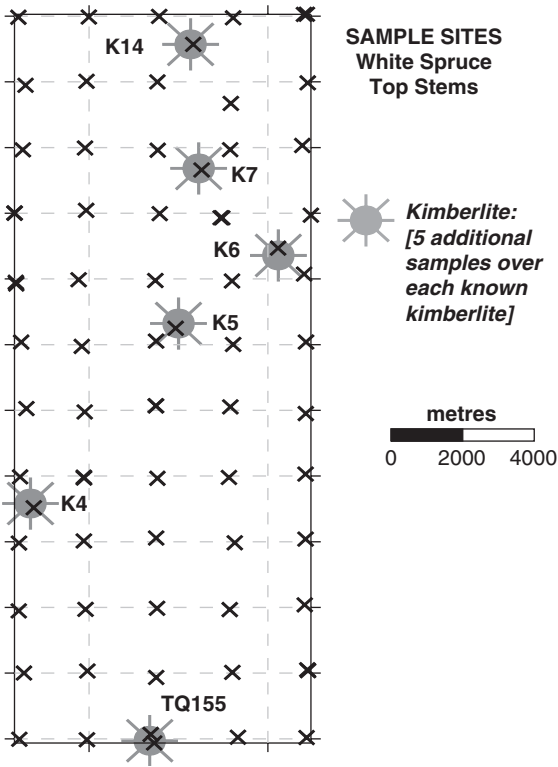 SAMPLE SITES
White Spruce
Top Stems
K14
K7
Kimberlite:
[5 additional
samples over
each known
kimberlite]
K6
K5
metres
0 2000 4000
K4
TQ155